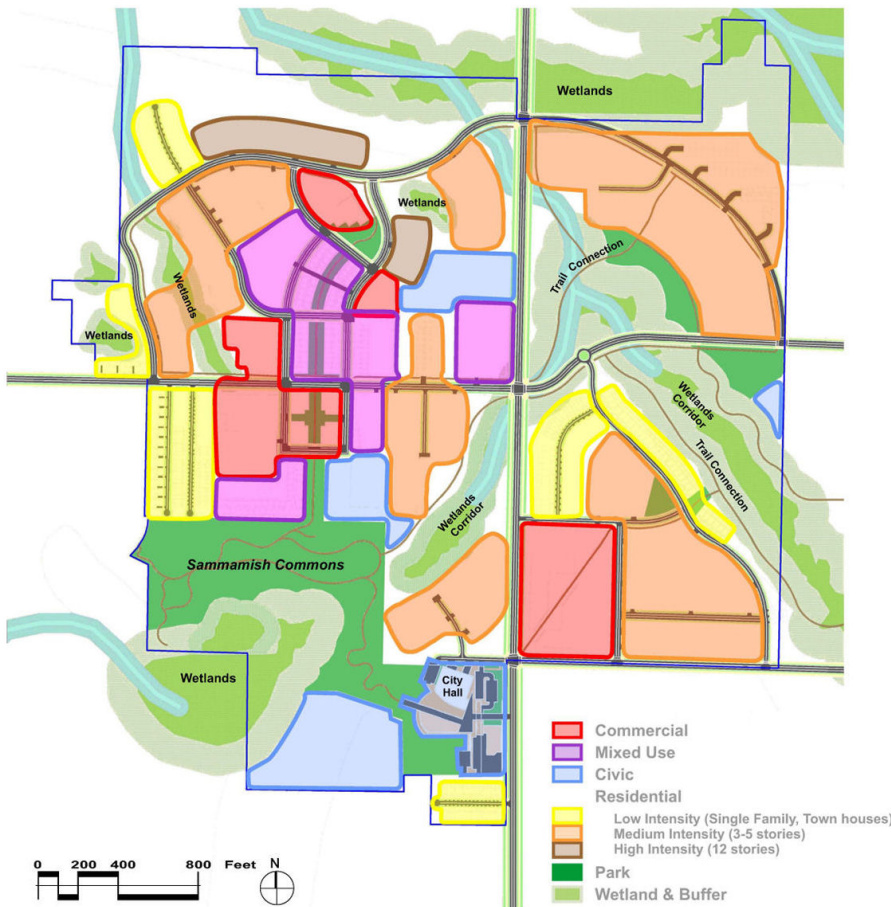 Wetlands
Wetlands
Trail Connection
Wetlands
Wetlands
Wetlands
Corridor
Trail Connection
Wetlands
Corridor
Sammamish Commons
Wetlands
City
Hall
Commercial
Mixed Use
Civic
Residential
Low Intensity (Single Family, Town houses)
Medium Intensity (3-5 stories)
High Intensity (12 stories)
Park
Wetland & Buffer
0 200 400 800 Feet N